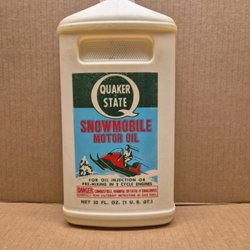 QUAKER
STATE
SNOWMOBILE
MOTOR OIL
FOR OIL INJECTION OR
PRE-MIXING IN 2 CYCLE ENGINES
DANGER
NET 32 FL. OZ. (1 U.S. QT.)